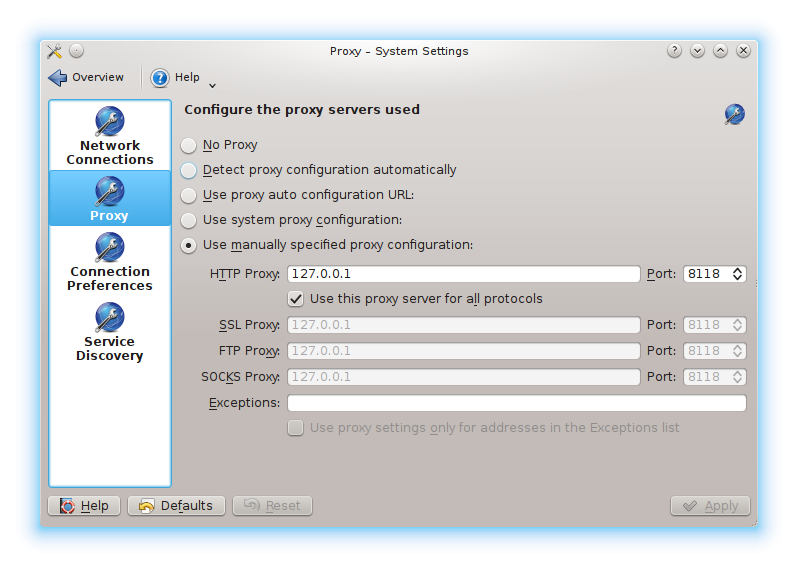 Proxy - System Settings
Overview Help
Configure the proxy servers used
Network
Connections
Proxy
Connection
Preferences
Service
Discovery
No Proxy
Detect proxy configuration automatically
Use proxy auto configuration URL:
Use system proxy configuration:
Use manually specified proxy configuration:
HTTP Proxy: 127.0.0.1 Port: 8118
Use this proxy server for all protocols
SSL Proxy: 127.0.0.1 Port: 8118
FTP Proxy: 127.0.0.1 Port: 8118
SOCKS Proxy: 127.0.0.1 Port: 8118
Exceptions:
Use proxy settings only for addresses in the Exceptions list
Help Defaults Reset Apply